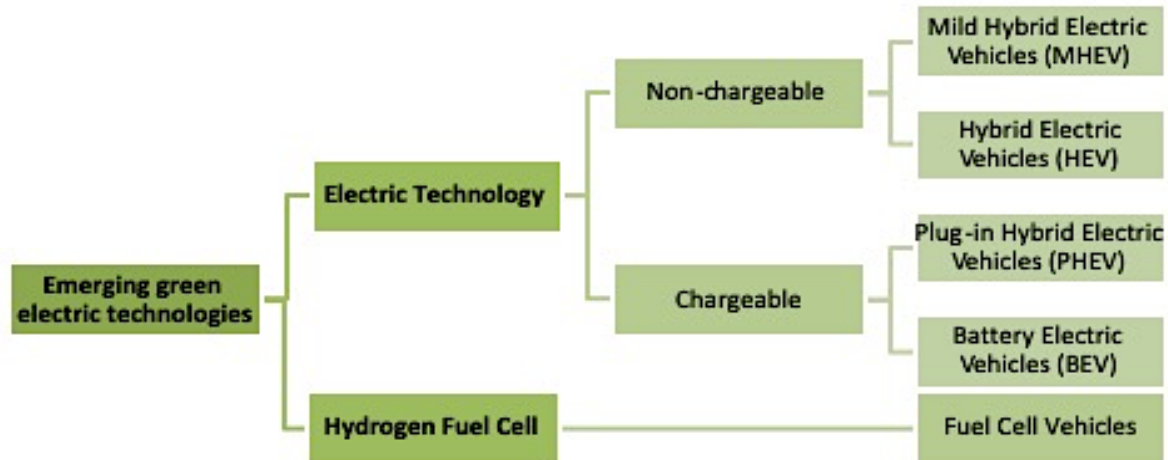 Mild Hybrid Electric
Vehicles (MHEV)
Non-chargeable
Hybrid Electric
Vehicles (HEV)
Electric Technology
Plug-in Hybrid Electric
Vehicles (PHEV)
Emerging green
electric technologies
Chargeable
Battery Electric
Vehicles (BEV)
Hydrogen Fuel Cell
Fuel Cell Vehicles